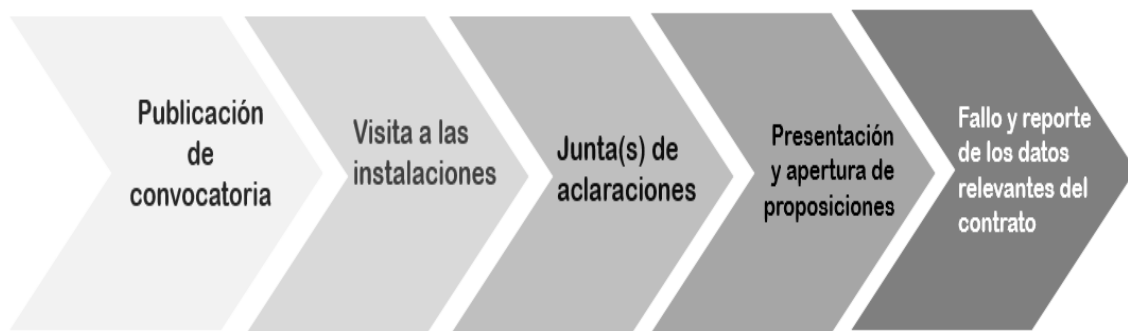 Publicación
de
convocatoria
Visita a las
instalaciones
Junta(s) de
aclaraciones
Presentación
y apertura de
proposiciones
Fallo y reporte
de los datos
relevantes del
contrato